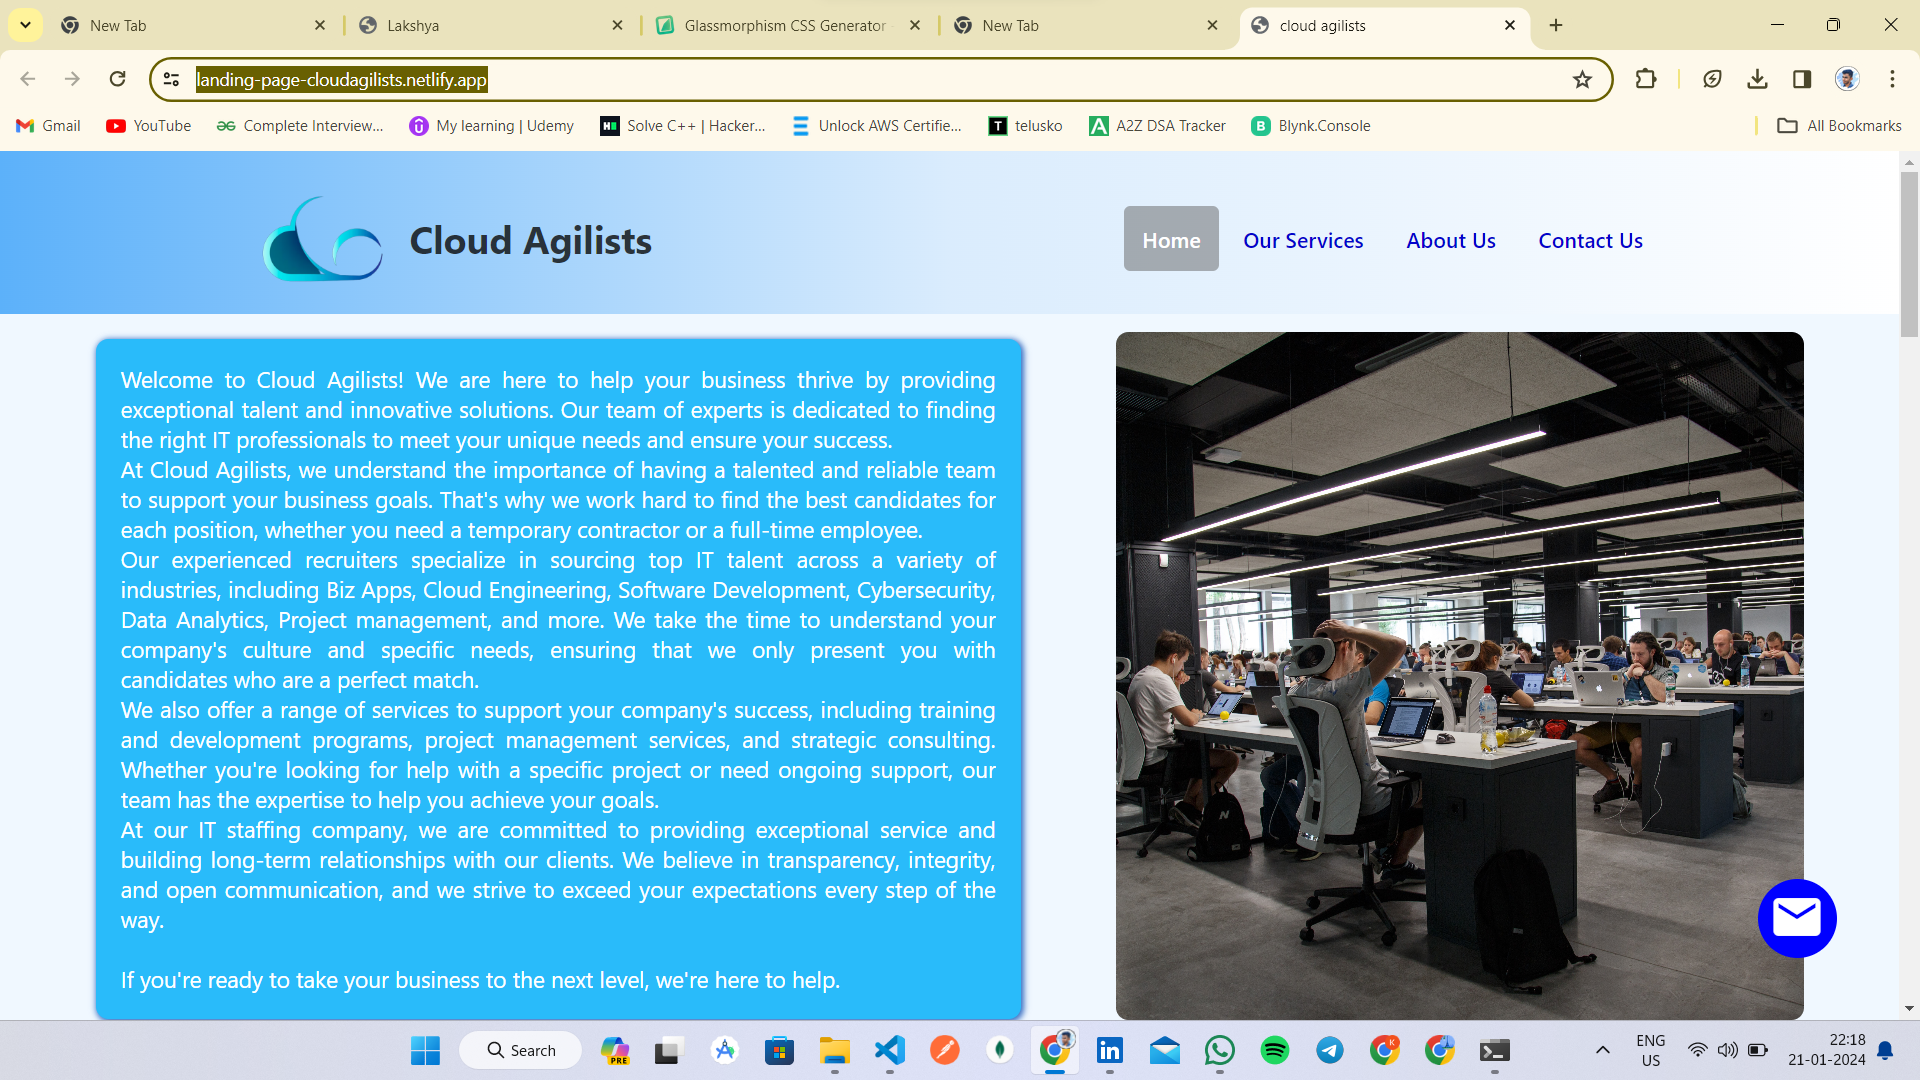 New Tab
Lakshya
Glassmorphism CSS Generator
New Tab
cloud agilists
landing-page-cloudagilists.netlify.app
Gmail
YouTube
Complete Interview...
My learning | Udemy
Solve C++ | Hacker...
Unlock AWS Certifie...
telusko
A2Z DSA Tracker
Blynk.Console
All Bookmarks
Cloud Agilists
Home
Our Services
About Us
Contact Us
Welcome to Cloud Agilists! We are here to help your business thrive by providing
exceptional talent and innovative solutions. Our team of experts is dedicated to finding
the right IT professionals to meet your unique needs and ensure your success.
At Cloud Agilists, we understand the importance of having a talented and reliable team
to support your business goals. That's why we work hard to find the best candidates for
each position, whether you need a temporary contractor or a full-time employee.
Our experienced recruiters specialize in sourcing top IT talent across a variety of
industries, including Biz Apps, Cloud Engineering, Software Development, Cybersecurity,
Data Analytics, Project management, and more. We take the time to understand your
company's culture and specific needs, ensuring that we only present you with
candidates who are a perfect match.
We also offer a range of services to support your company's success, including training
and development programs, project management services, and strategic consulting.
Whether you're looking for help with a specific project or need ongoing support, our
team has the expertise to help you achieve your goals.
At our IT staffing company, we are committed to providing exceptional service and
building long-term relationships with our clients. We believe in transparency, integrity,
and open communication, and we strive to exceed your expectations every step of the
way.
If you're ready to take your business to the next level, we're here to help.
Search
PRE
ENG
US
22:18
21-01-2024